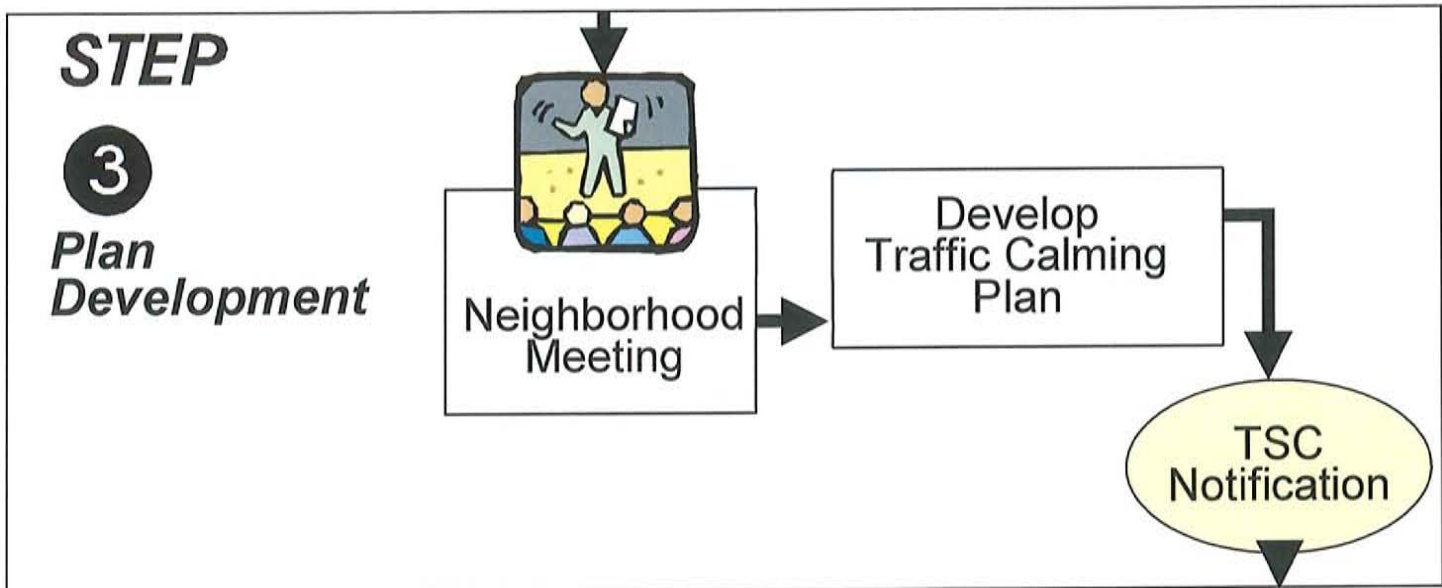 STEP
3
Plan
Development
Neighborhood
Meeting
Develop
Traffic Calming
Plan
TSC
Notification